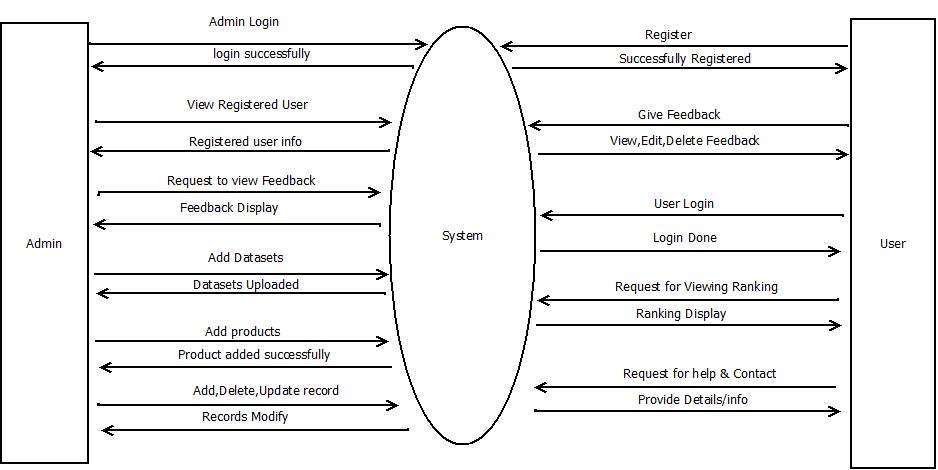 Admin Login
login successfully
View Registered User
Registered user info
Request to view Feedback
Feedback Display
Admin
Add Datasets
Datasets Uploaded
Add products
Product added successfully
Add,Delete,Update record
Records Modify
System
Register
Successfully Registered
Give Feedback
View,Edit,Delete Feedback
User Login
Login Done
User
Request for Viewing Ranking
Ranking Display
Request for help & Contact
Provide Details/info